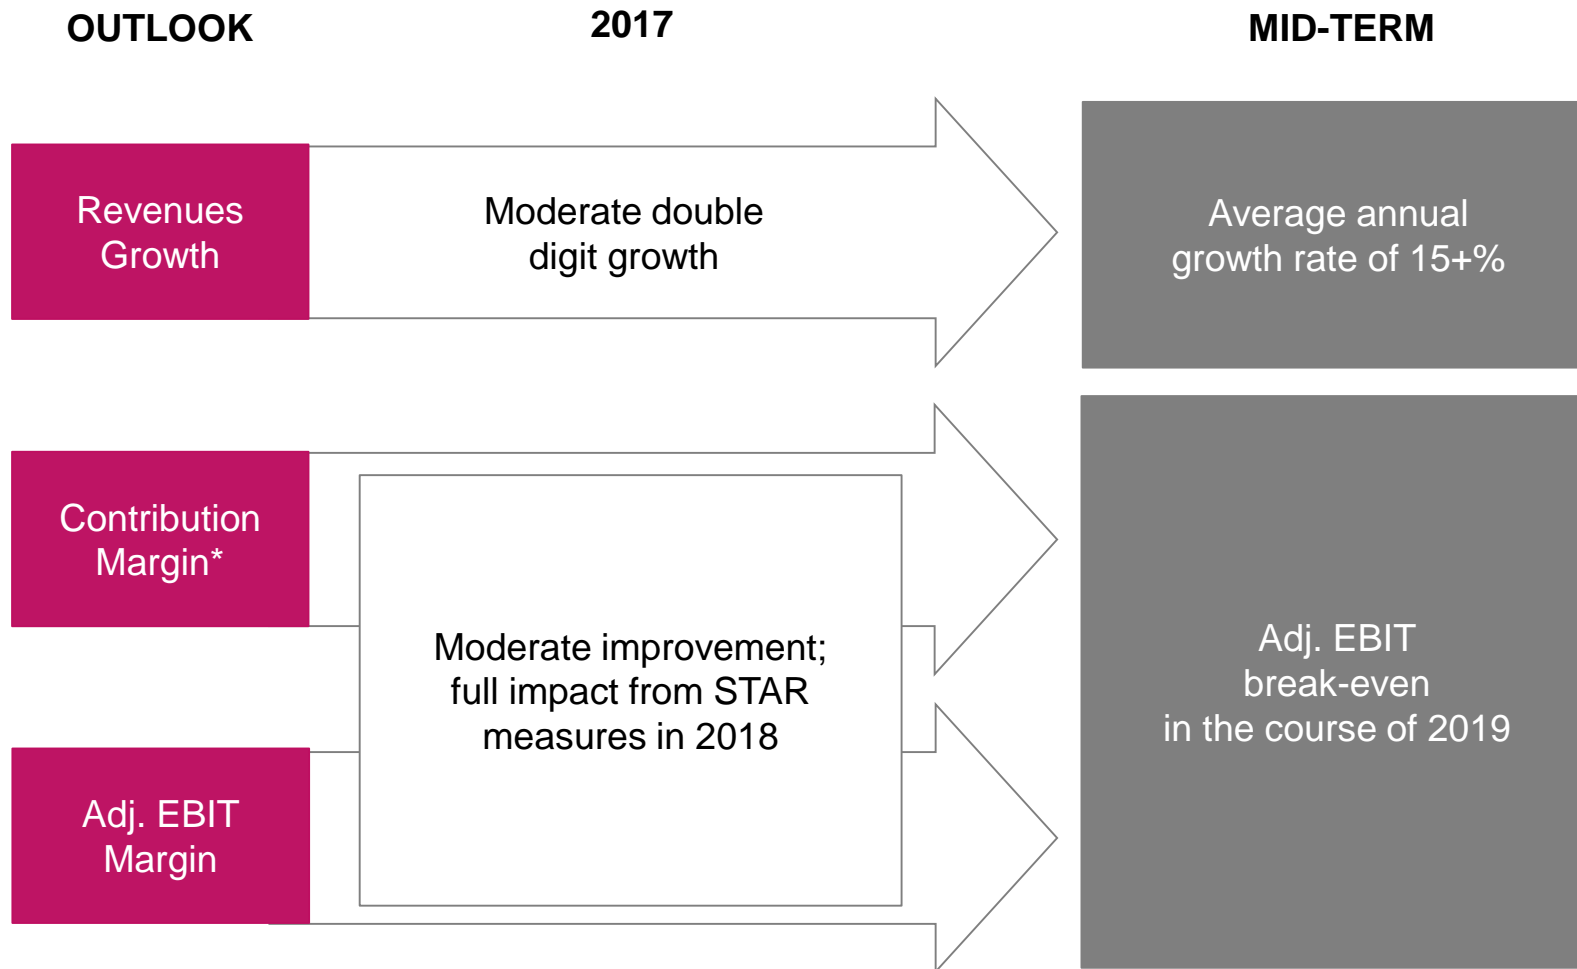 OUTLOOK
2017
MID-TERM
Revenues
Growth
Moderate double
digit growth
Average annual
growth rate of 15+%
Contribution
Margin*
Moderate improvement;
full impact from STAR
measures in 2018
Adj. EBIT
break-even
in the course of 2019
Adj. EBIT
Margin